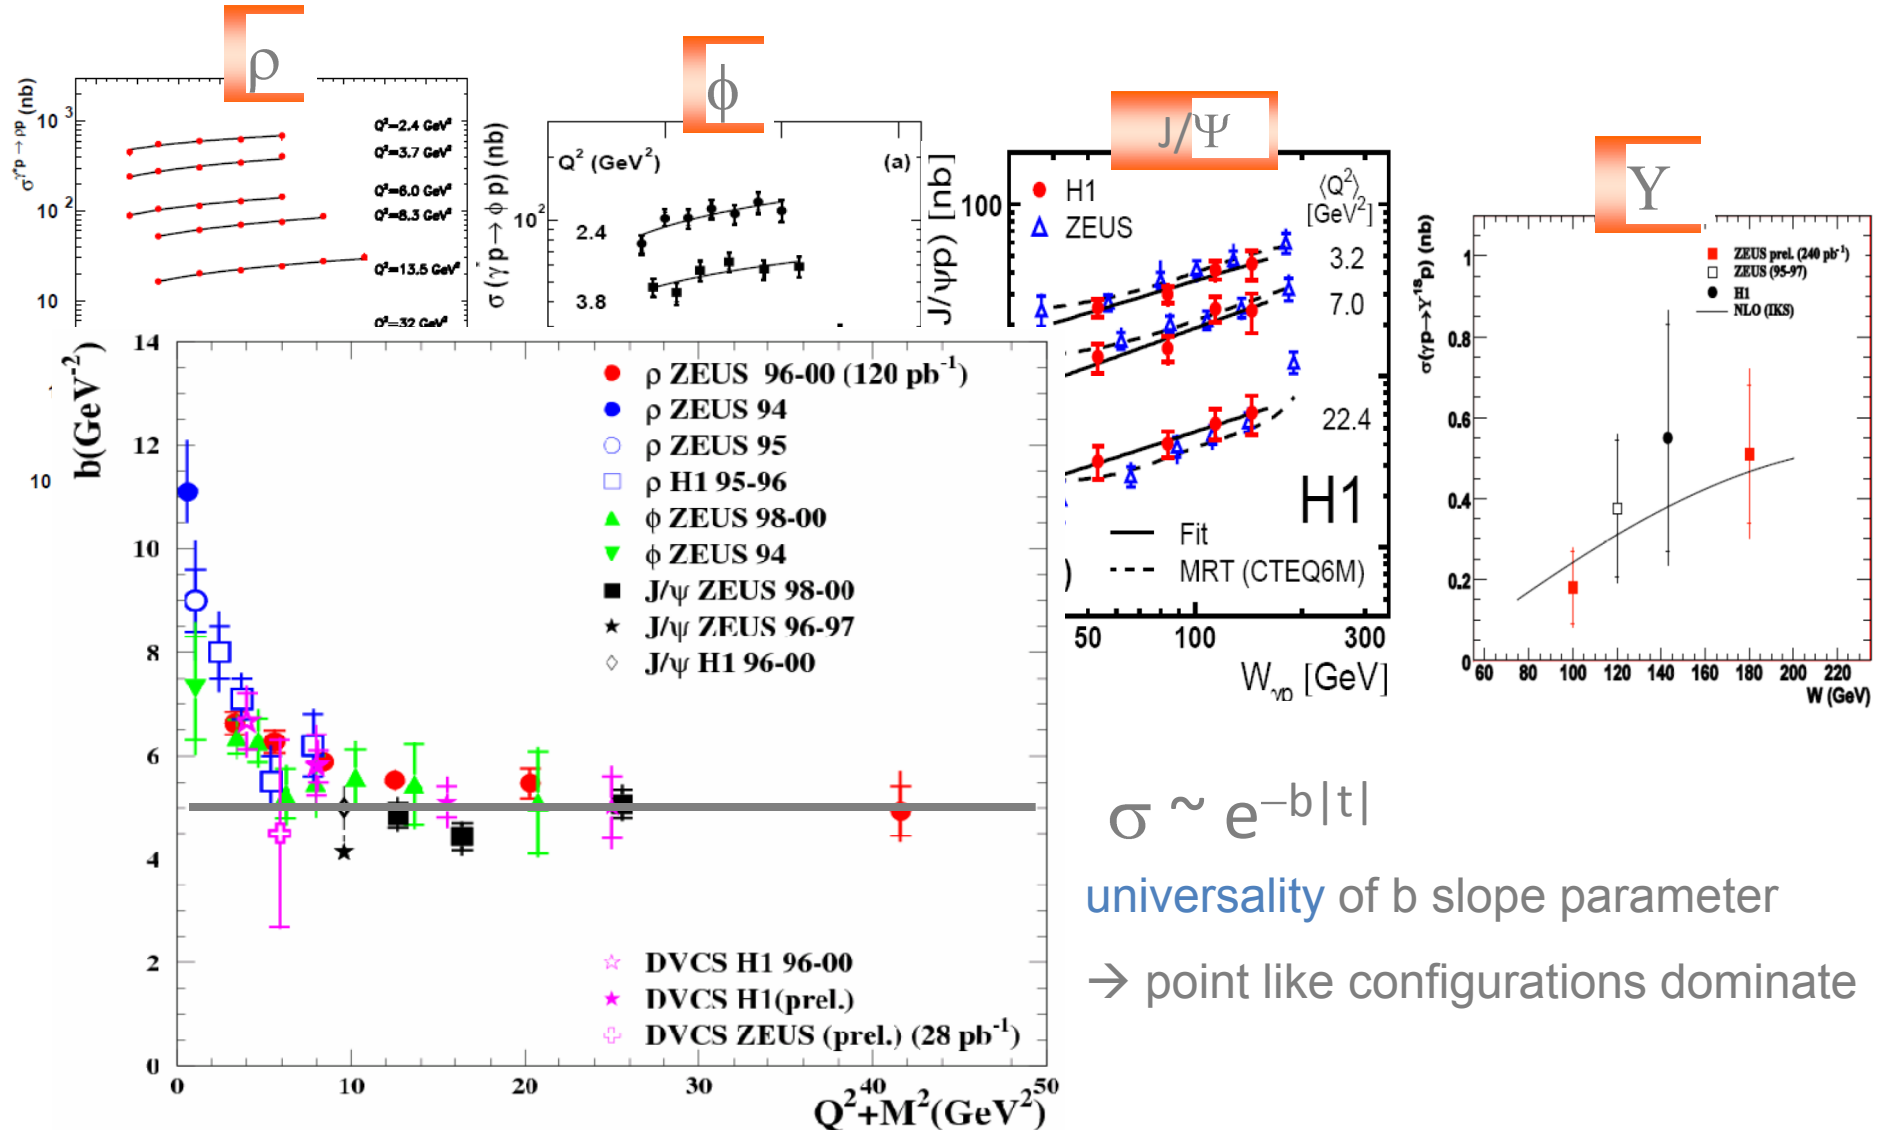 ρ
σ^γ*p→ρp (nb)
10^3
10^2
10
Q²=2.4 GeV²
Q²=3.7 GeV²
Q²=6.0 GeV²
Q²=8.3 GeV²
Q²=13.5 GeV²
Q²=32 GeV²
ϕ
σ (γ p → ϕ p) (nb)
10^2
Q² (GeV²)
(a)
2.4
3.8
J/Ψ
J/ψp) [nb]
100
H1
ZEUS
⟨Q²⟩
[GeV²]
3.2
7.0
22.4
H1
Fit
)
MRT (CTEQ6M)
50 100 300
W_γp [GeV]
Υ
σ(γp→Υ^1S p) (nb)
ZEUS prel. (240 pb⁻¹)
ZEUS (95-97)
H1
NLO (IKS)
1
0.8
0.6
0.4
0.2
0
60 80 100 120 140 160 180 200 220
W (GeV)
10
b(GeV⁻²)
14
12
10
8
6
4
2
0
ρ ZEUS 96-00 (120 pb⁻¹)
ρ ZEUS 94
ρ ZEUS 95
ρ H1 95-96
ϕ ZEUS 98-00
ϕ ZEUS 94
J/ψ ZEUS 98-00
J/ψ ZEUS 96-97
J/ψ H1 96-00
DVCS H1 96-00
DVCS H1(prel.)
DVCS ZEUS (prel.) (28 pb⁻¹)
0 10 20 30 40 50
Q²+M²(GeV²)
σ ~ e^−b|t|
universality of b slope parameter
→ point like configurations dominate